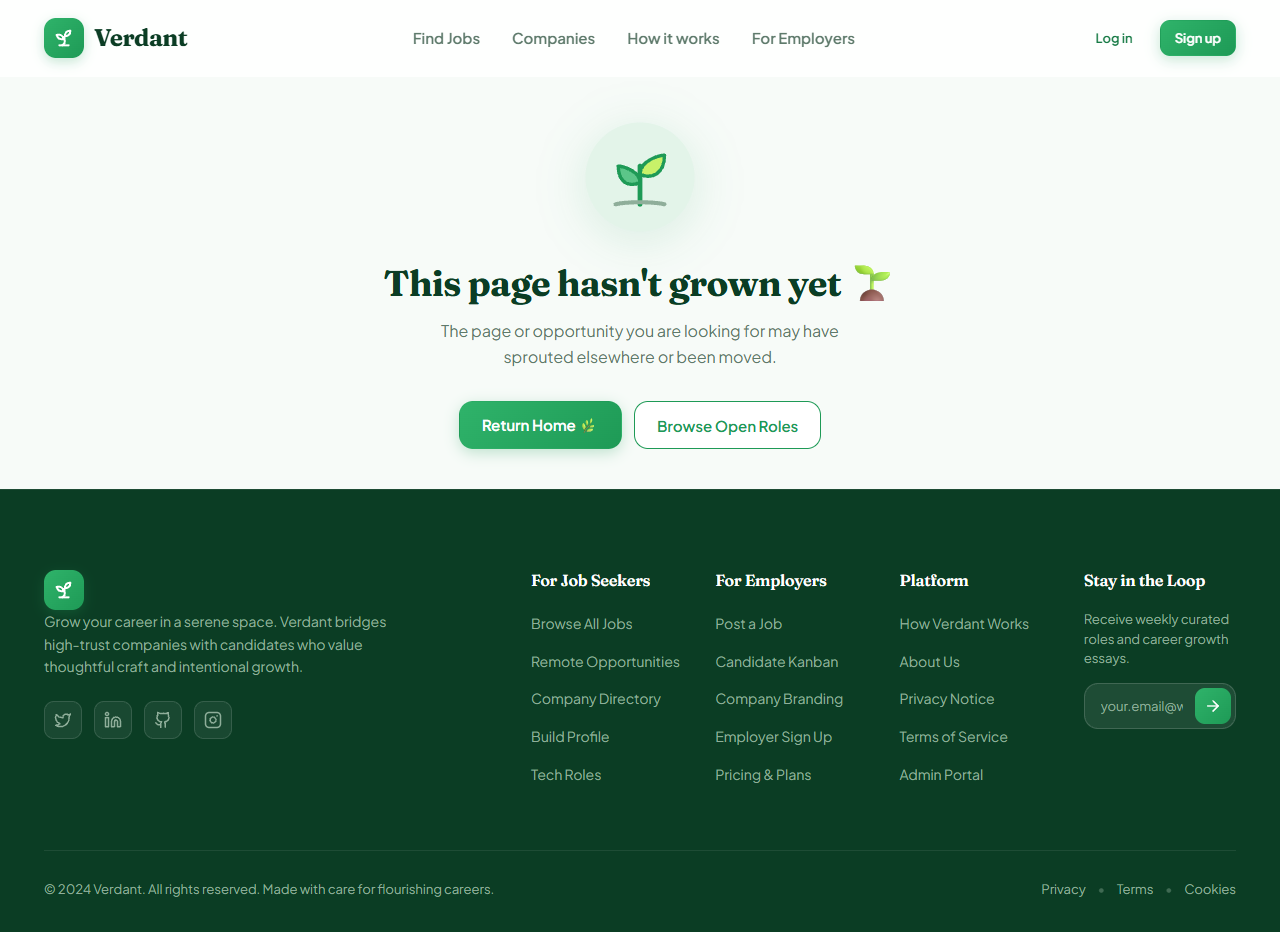 Verdant
Find Jobs
Companies
How it works
For Employers
Log in
Sign up
This page hasn't grown yet 🌱
The page or opportunity you are looking for may have
sprouted elsewhere or been moved.
Return Home 🌿
Browse Open Roles
Grow your career in a serene space. Verdant bridges
high-trust companies with candidates who value
thoughtful craft and intentional growth.
For Job Seekers
Browse All Jobs
Remote Opportunities
Company Directory
Build Profile
Tech Roles
For Employers
Post a Job
Candidate Kanban
Company Branding
Employer Sign Up
Pricing & Plans
Platform
How Verdant Works
About Us
Privacy Notice
Terms of Service
Admin Portal
Stay in the Loop
Receive weekly curated
roles and career growth
essays.
your.email@w
© 2024 Verdant. All rights reserved. Made with care for flourishing careers.
Privacy • Terms • Cookies